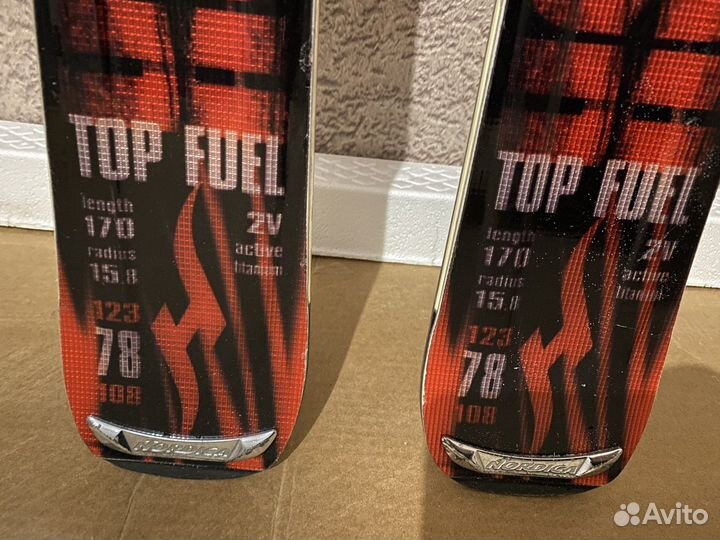 TOP FUEL
length
170
radius
15.8
2V
active
titanium
123
78
108
NORDICA
TOP FUEL
length
170
radius
15.8
2V
active
titanium
123
78
108
NORDICA
Avito